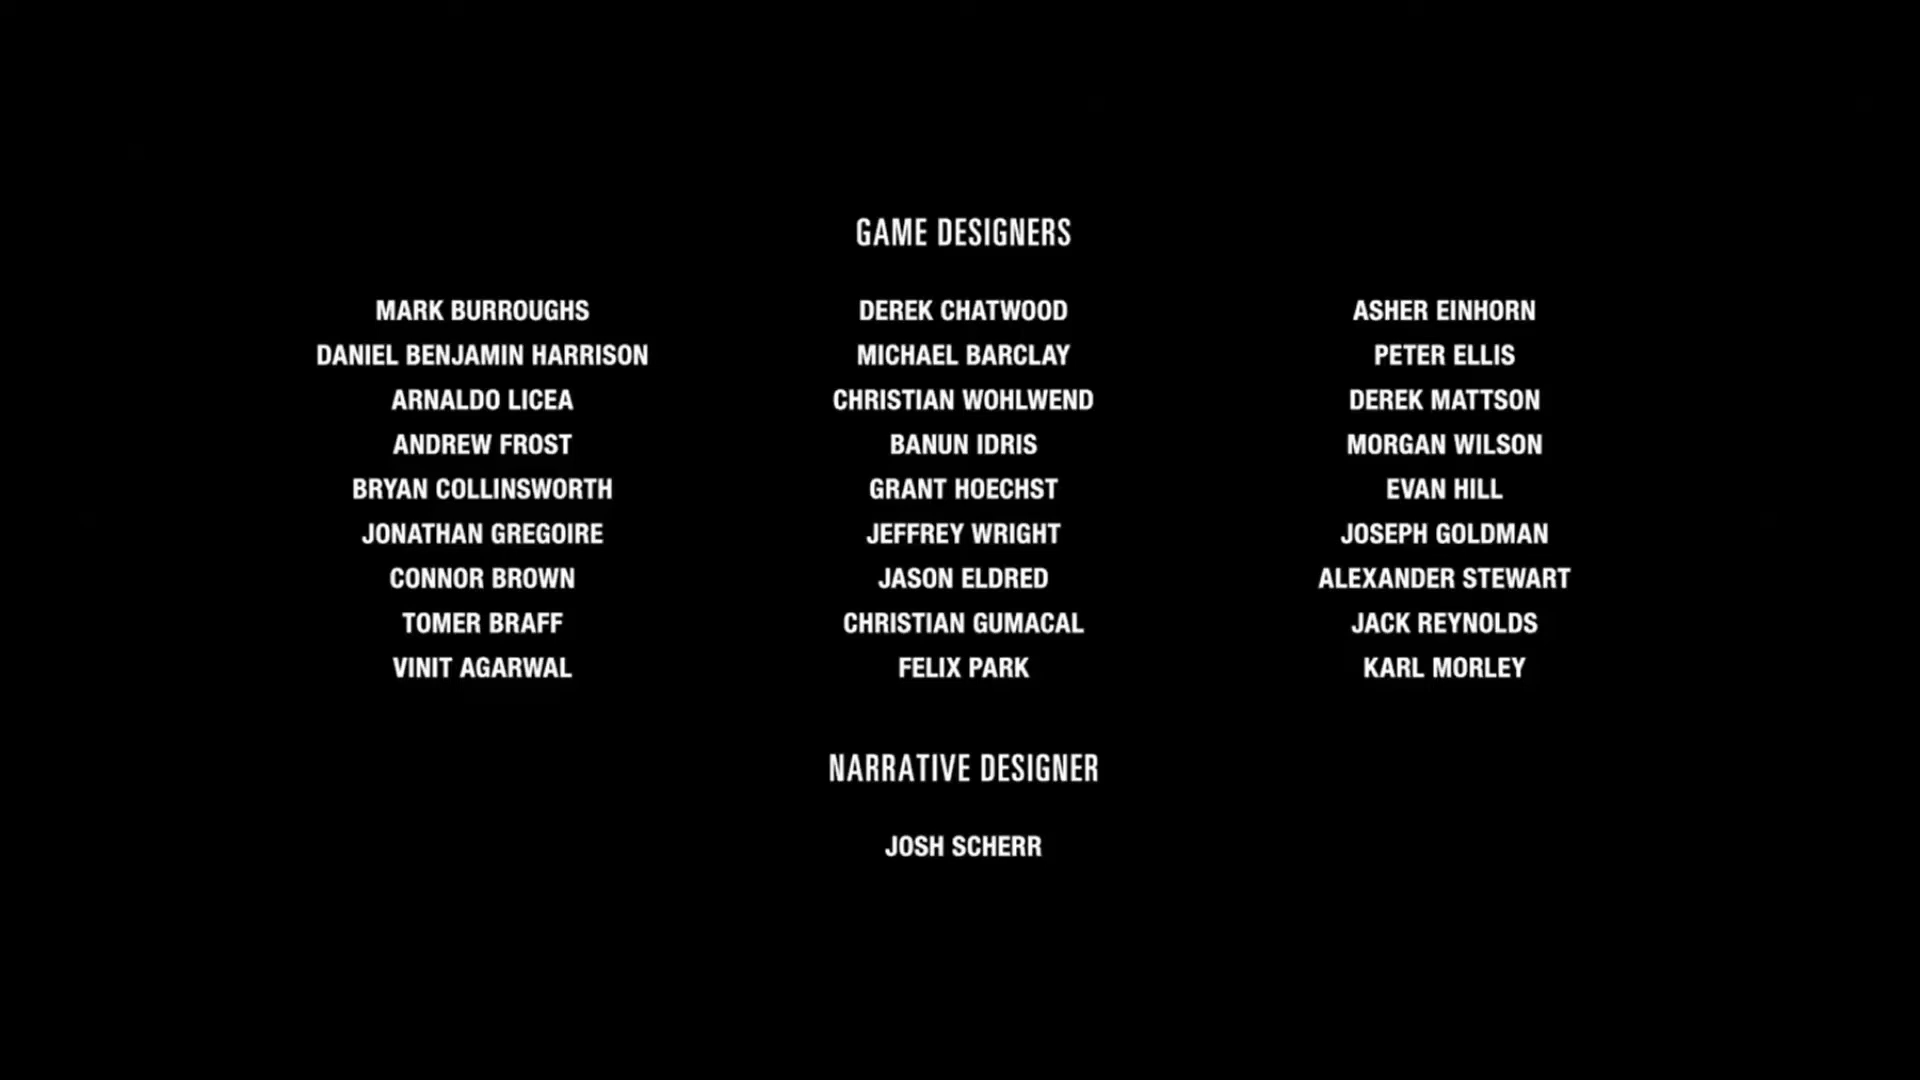 GAME DESIGNERS
MARK BURROUGHS
DANIEL BENJAMIN HARRISON
ARNALDO LICEA
ANDREW FROST
BRYAN COLLINSWORTH
JONATHAN GREGOIRE
CONNOR BROWN
TOMER BRAFF
VINIT AGARWAL
DEREK CHATWOOD
MICHAEL BARCLAY
CHRISTIAN WOHLWEND
BANUN IDRIS
GRANT HOECHST
JEFFREY WRIGHT
JASON ELDRED
CHRISTIAN GUMACAL
FELIX PARK
ASHER EINHORN
PETER ELLIS
DEREK MATTSON
MORGAN WILSON
EVAN HILL
JOSEPH GOLDMAN
ALEXANDER STEWART
JACK REYNOLDS
KARL MORLEY
NARRATIVE DESIGNER
JOSH SCHERR